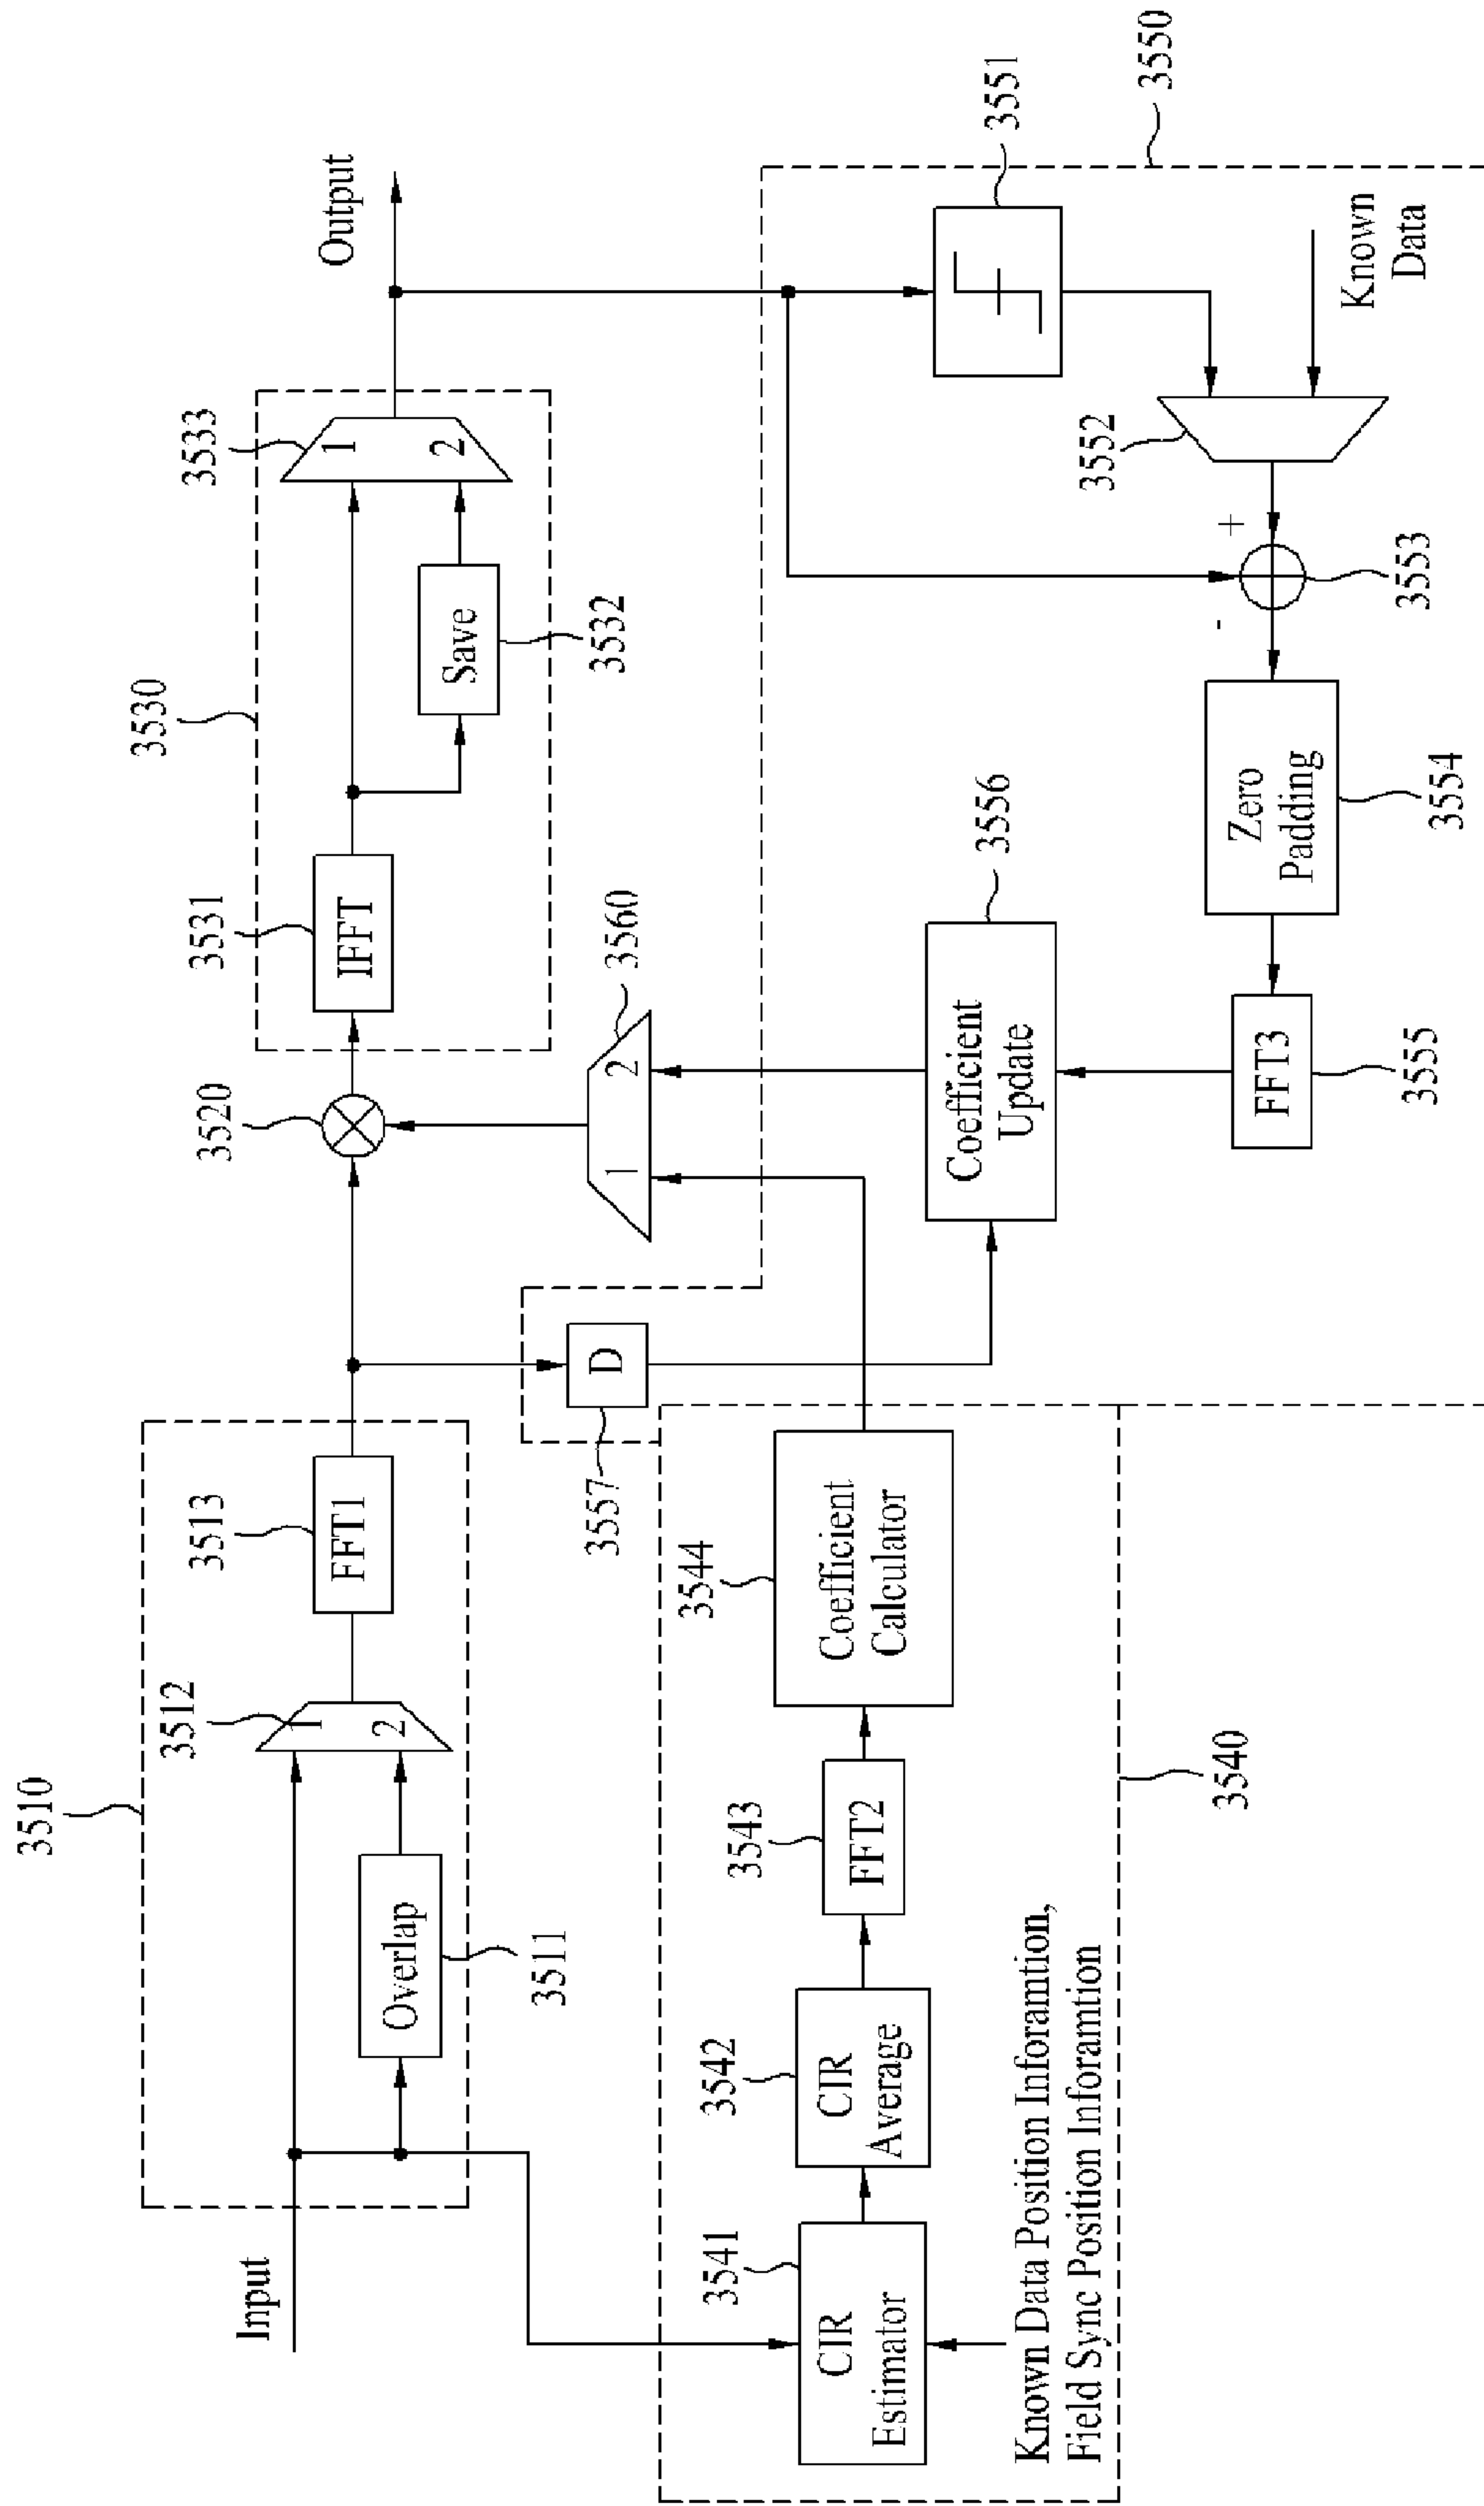 3510
Input
3512
1
2
Overlap
3511
3513
FFT1
3520
3530
3531
IFFT
Save
3532
3533
1
2
Output
D
3557
1
2
3560
3541
CIR
Estimator
3542
CIR
Average
3543
FFT2
3544
Coefficient
Calculator
Known Data Position Inforamtion,
Field Sync Position Inforamtion
3540
Coefficient
Update
3556
FFT3
3555
Zero
Padding
3554
+
-
3553
3552
3551
Known
Data
3550